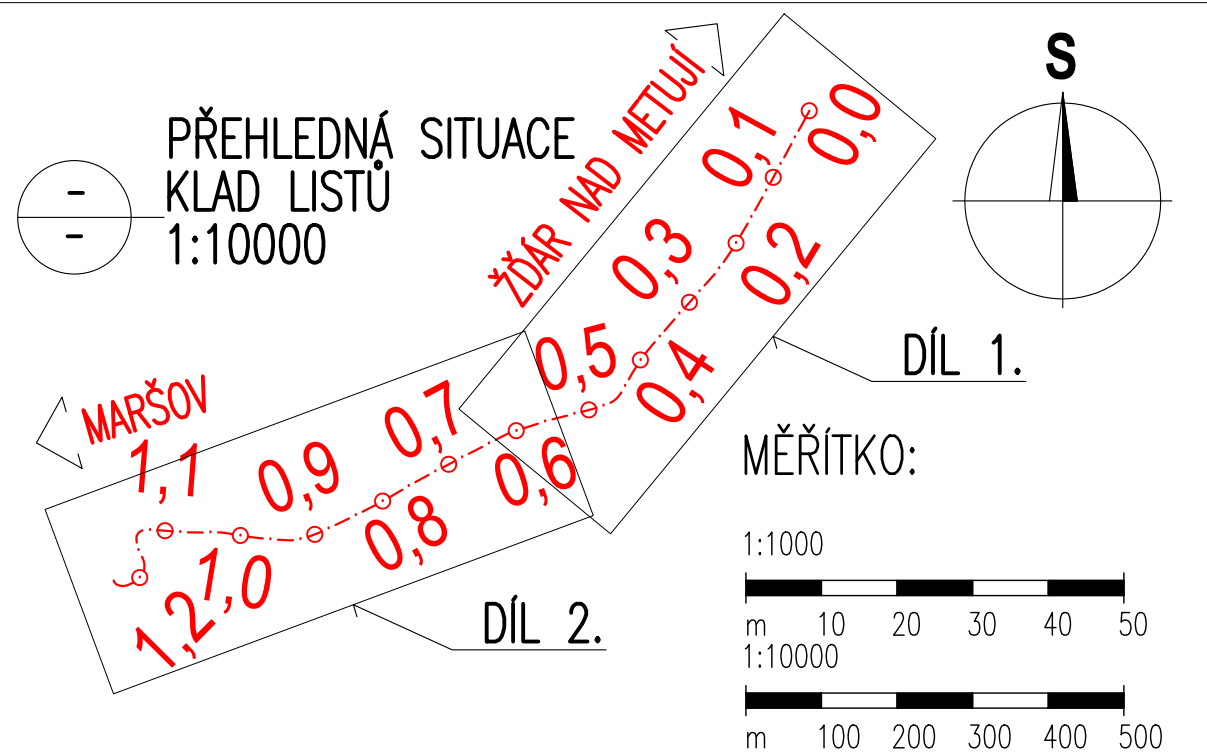 PŘEHLEDNÁ SITUACE
KLAD LISTŮ
1:10000
-
-
S
ŽĎÁR NAD METUJÍ
0,0
0,1
0,2
0,3
0,4
0,5
0,6
0,7
0,8
0,9
1,0
1,1
1,2
MARŠOV
DÍL 1.
DÍL 2.
MĚŘÍTKO:
1:1000
m 10 20 30 40 50
1:10000
m 100 200 300 400 500